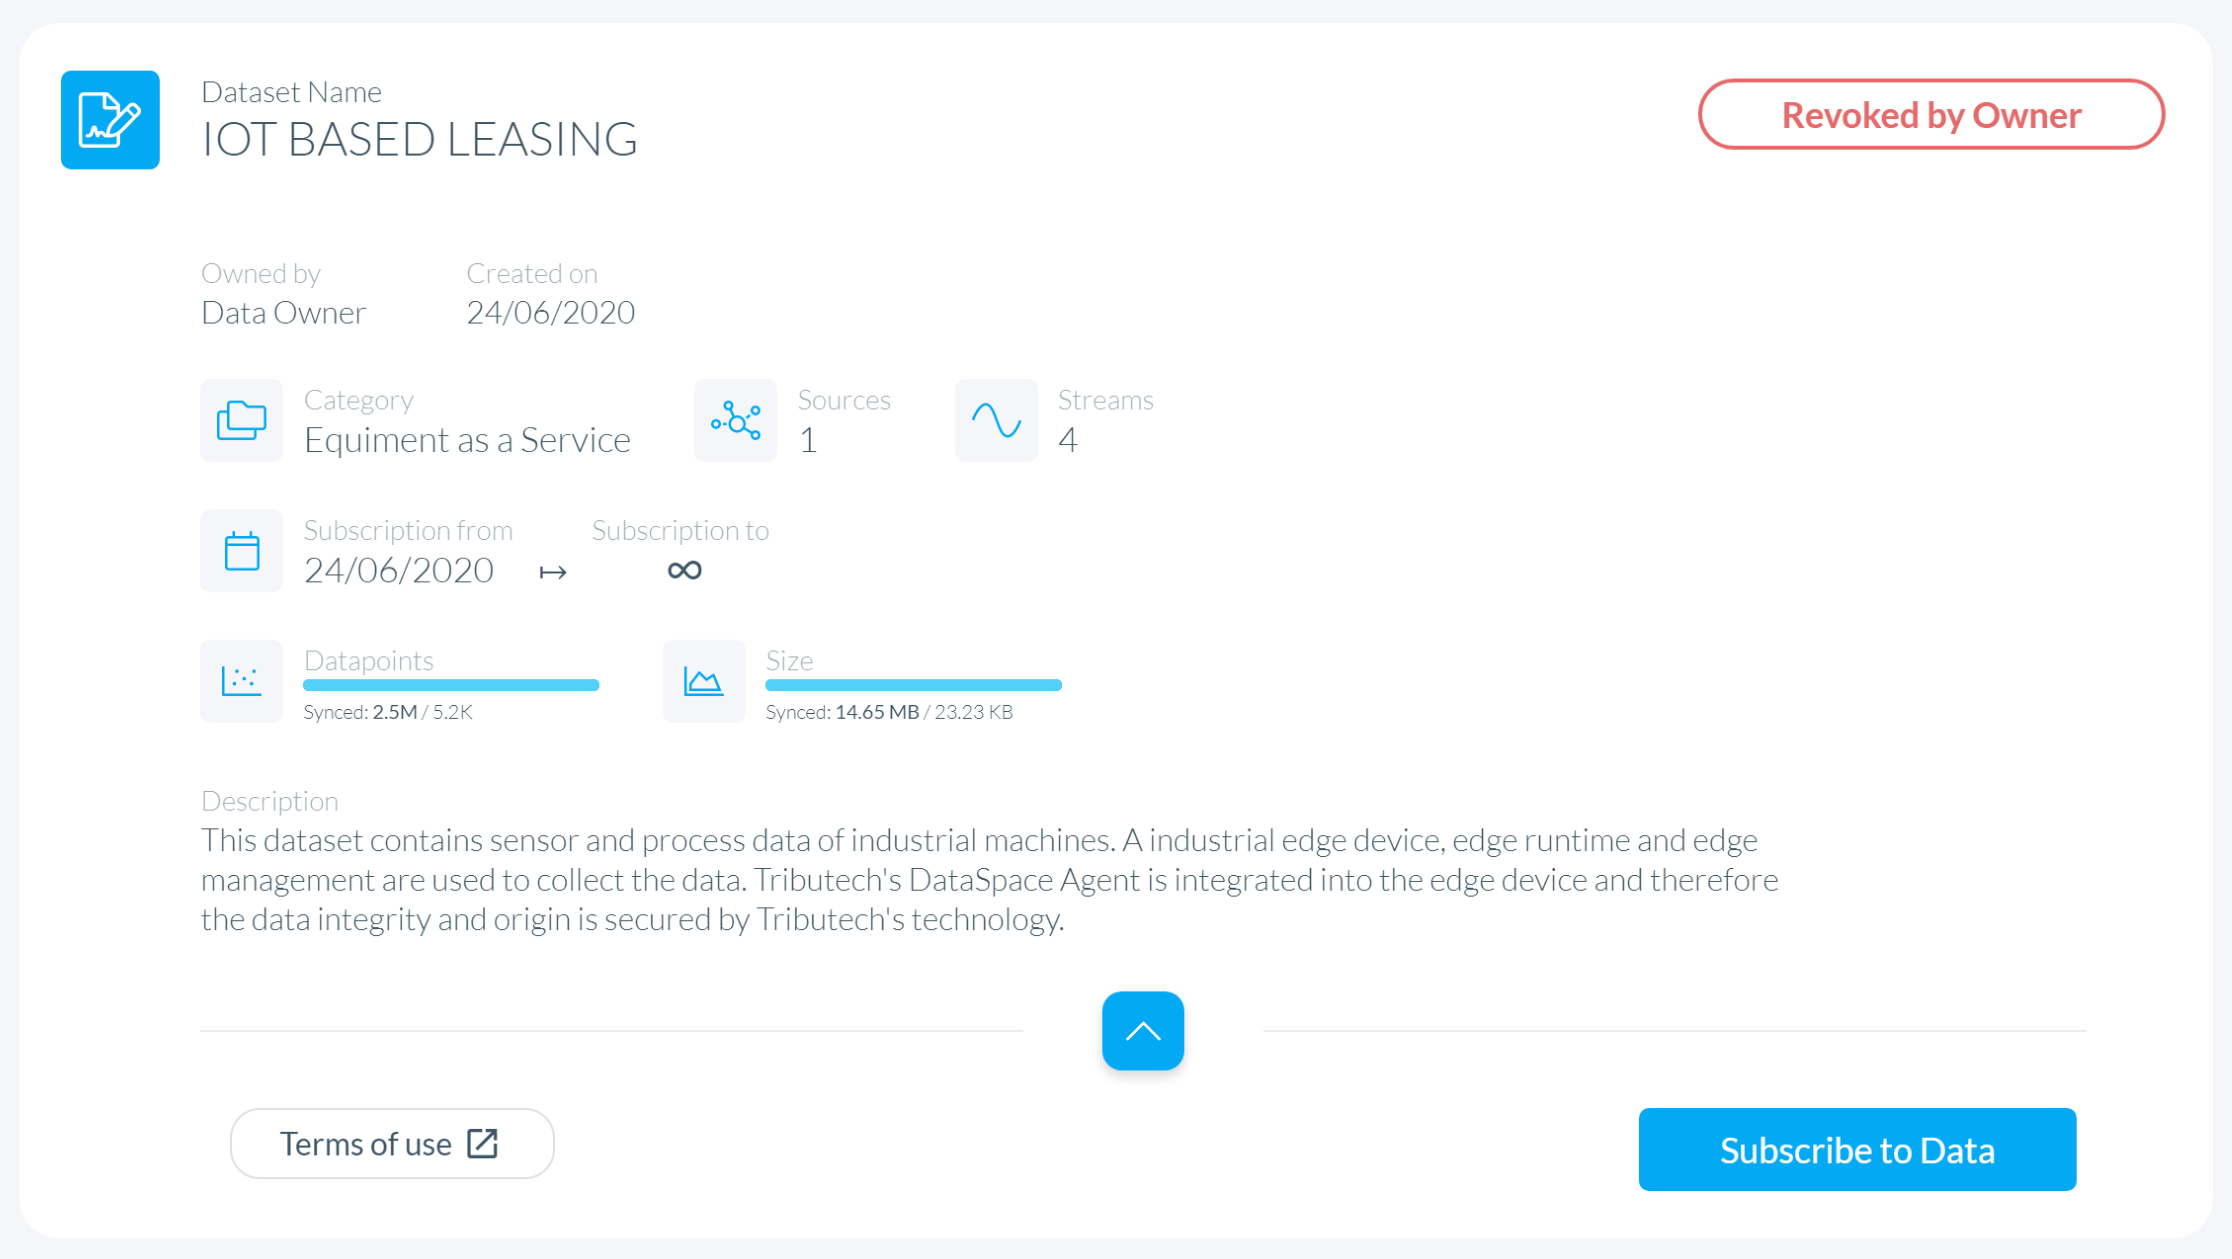 Dataset Name
IOT BASED LEASING
Revoked by Owner
Owned by
Data Owner
Created on
24/06/2020
Category
Equiment as a Service
Sources
1
Streams
4
Subscription from
24/06/2020
↦
Subscription to
∞
Datapoints
Synced: 2.5M / 5.2K
Size
Synced: 14.65 MB / 23.23 KB
Description
This dataset contains sensor and process data of industrial machines. A industrial edge device, edge runtime and edge
management are used to collect the data. Tributech's DataSpace Agent is integrated into the edge device and therefore
the data integrity and origin is secured by Tributech's technology.
Terms of use
Subscribe to Data